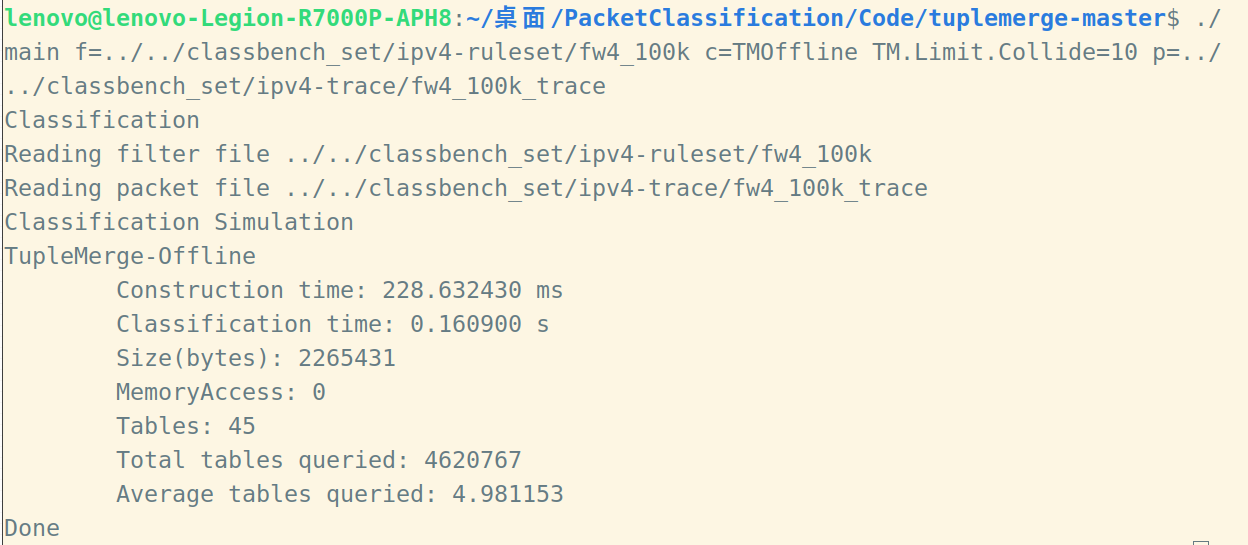 lenovo@lenovo-Legion-R7000P-APH8:~/桌面/PacketClassification/Code/tuplemerge-master$ ./
main f=../../classbench_set/ipv4-ruleset/fw4_100k c=TMOffline TM.Limit.Collide=10 p=../
../classbench_set/ipv4-trace/fw4_100k_trace
Classification
Reading filter file ../../classbench_set/ipv4-ruleset/fw4_100k
Reading packet file ../../classbench_set/ipv4-trace/fw4_100k_trace
Classification Simulation
TupleMerge-Offline
        Construction time: 228.632430 ms
        Classification time: 0.160900 s
        Size(bytes): 2265431
        MemoryAccess: 0
        Tables: 45
        Total tables queried: 4620767
        Average tables queried: 4.981153
Done